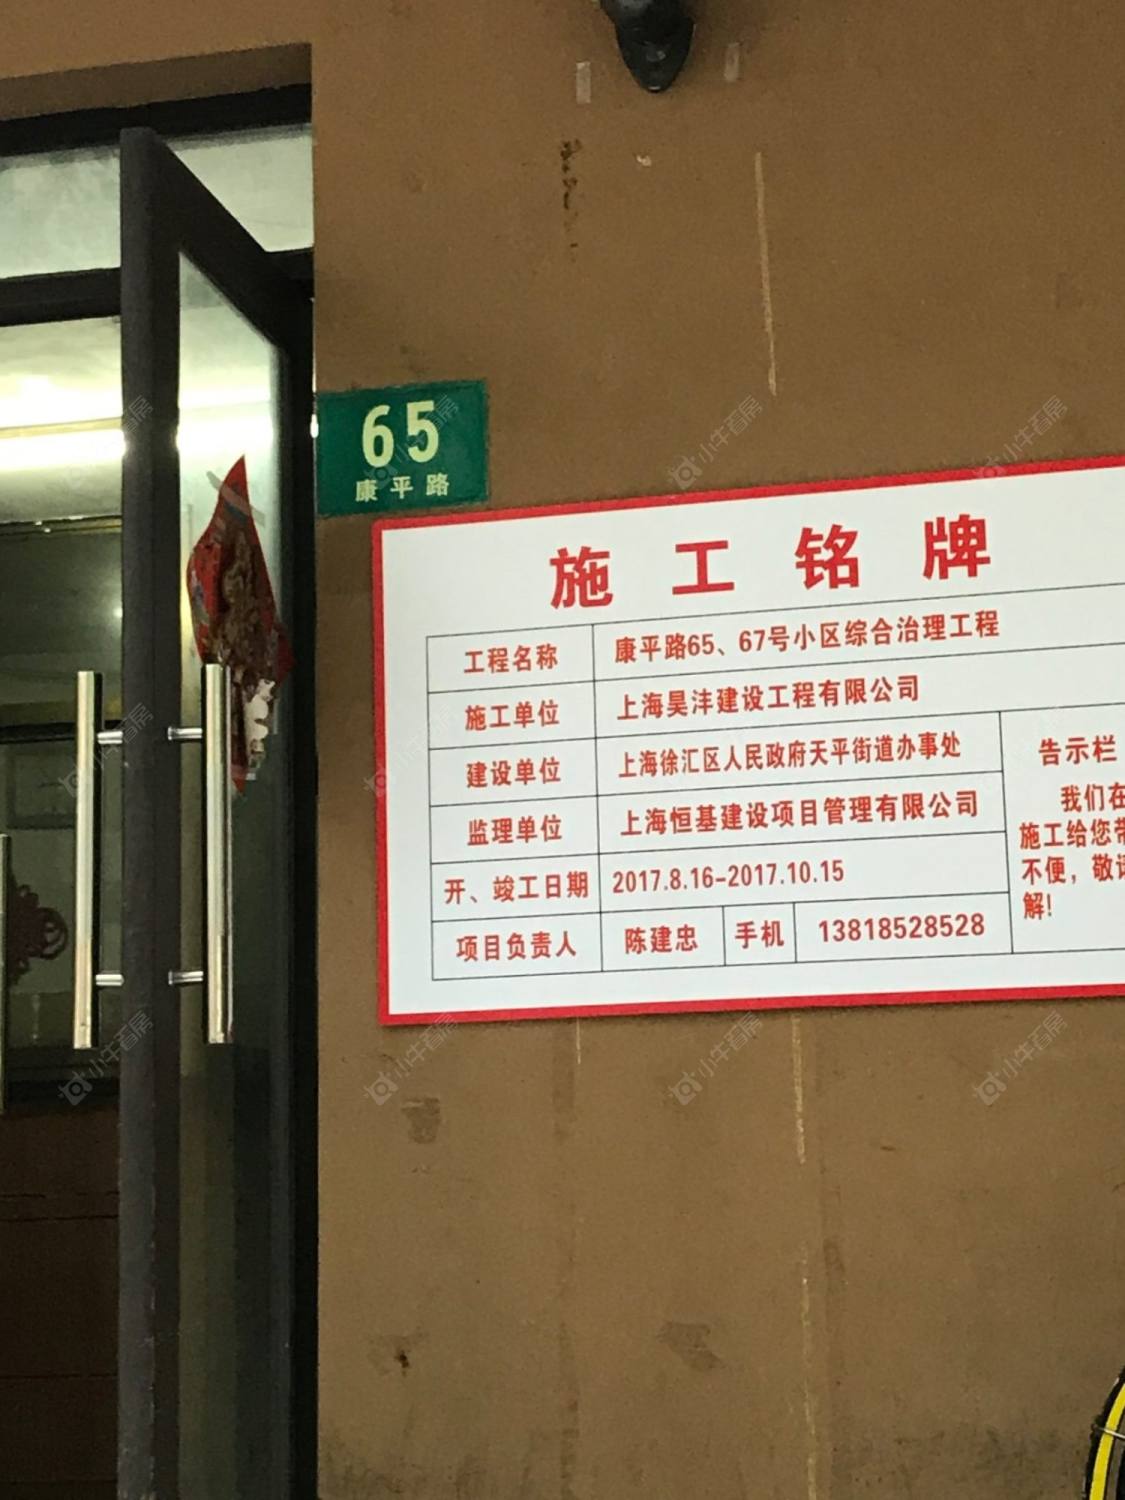 65
康平路
施工铭牌
工程名称 康平路65、67号小区综合治理工程
施工单位 上海昊沣建设工程有限公司
建设单位 上海徐汇区人民政府天平街道办事处
监理单位 上海恒基建设项目管理有限公司
开、竣工日期 2017.8.16-2017.10.15
项目负责人 陈建忠 手机 13818528528
告示栏
我们在
施工给您带
不便，敬请
解!
小牛看房